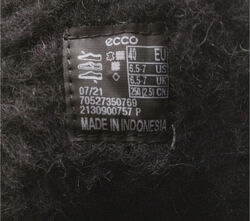 ecco
40 EU
6.5-7 US
6.5-7 UK
07/21 250 (2.5) CN
70527350769
2130900757 P
MADE IN INDONESIA